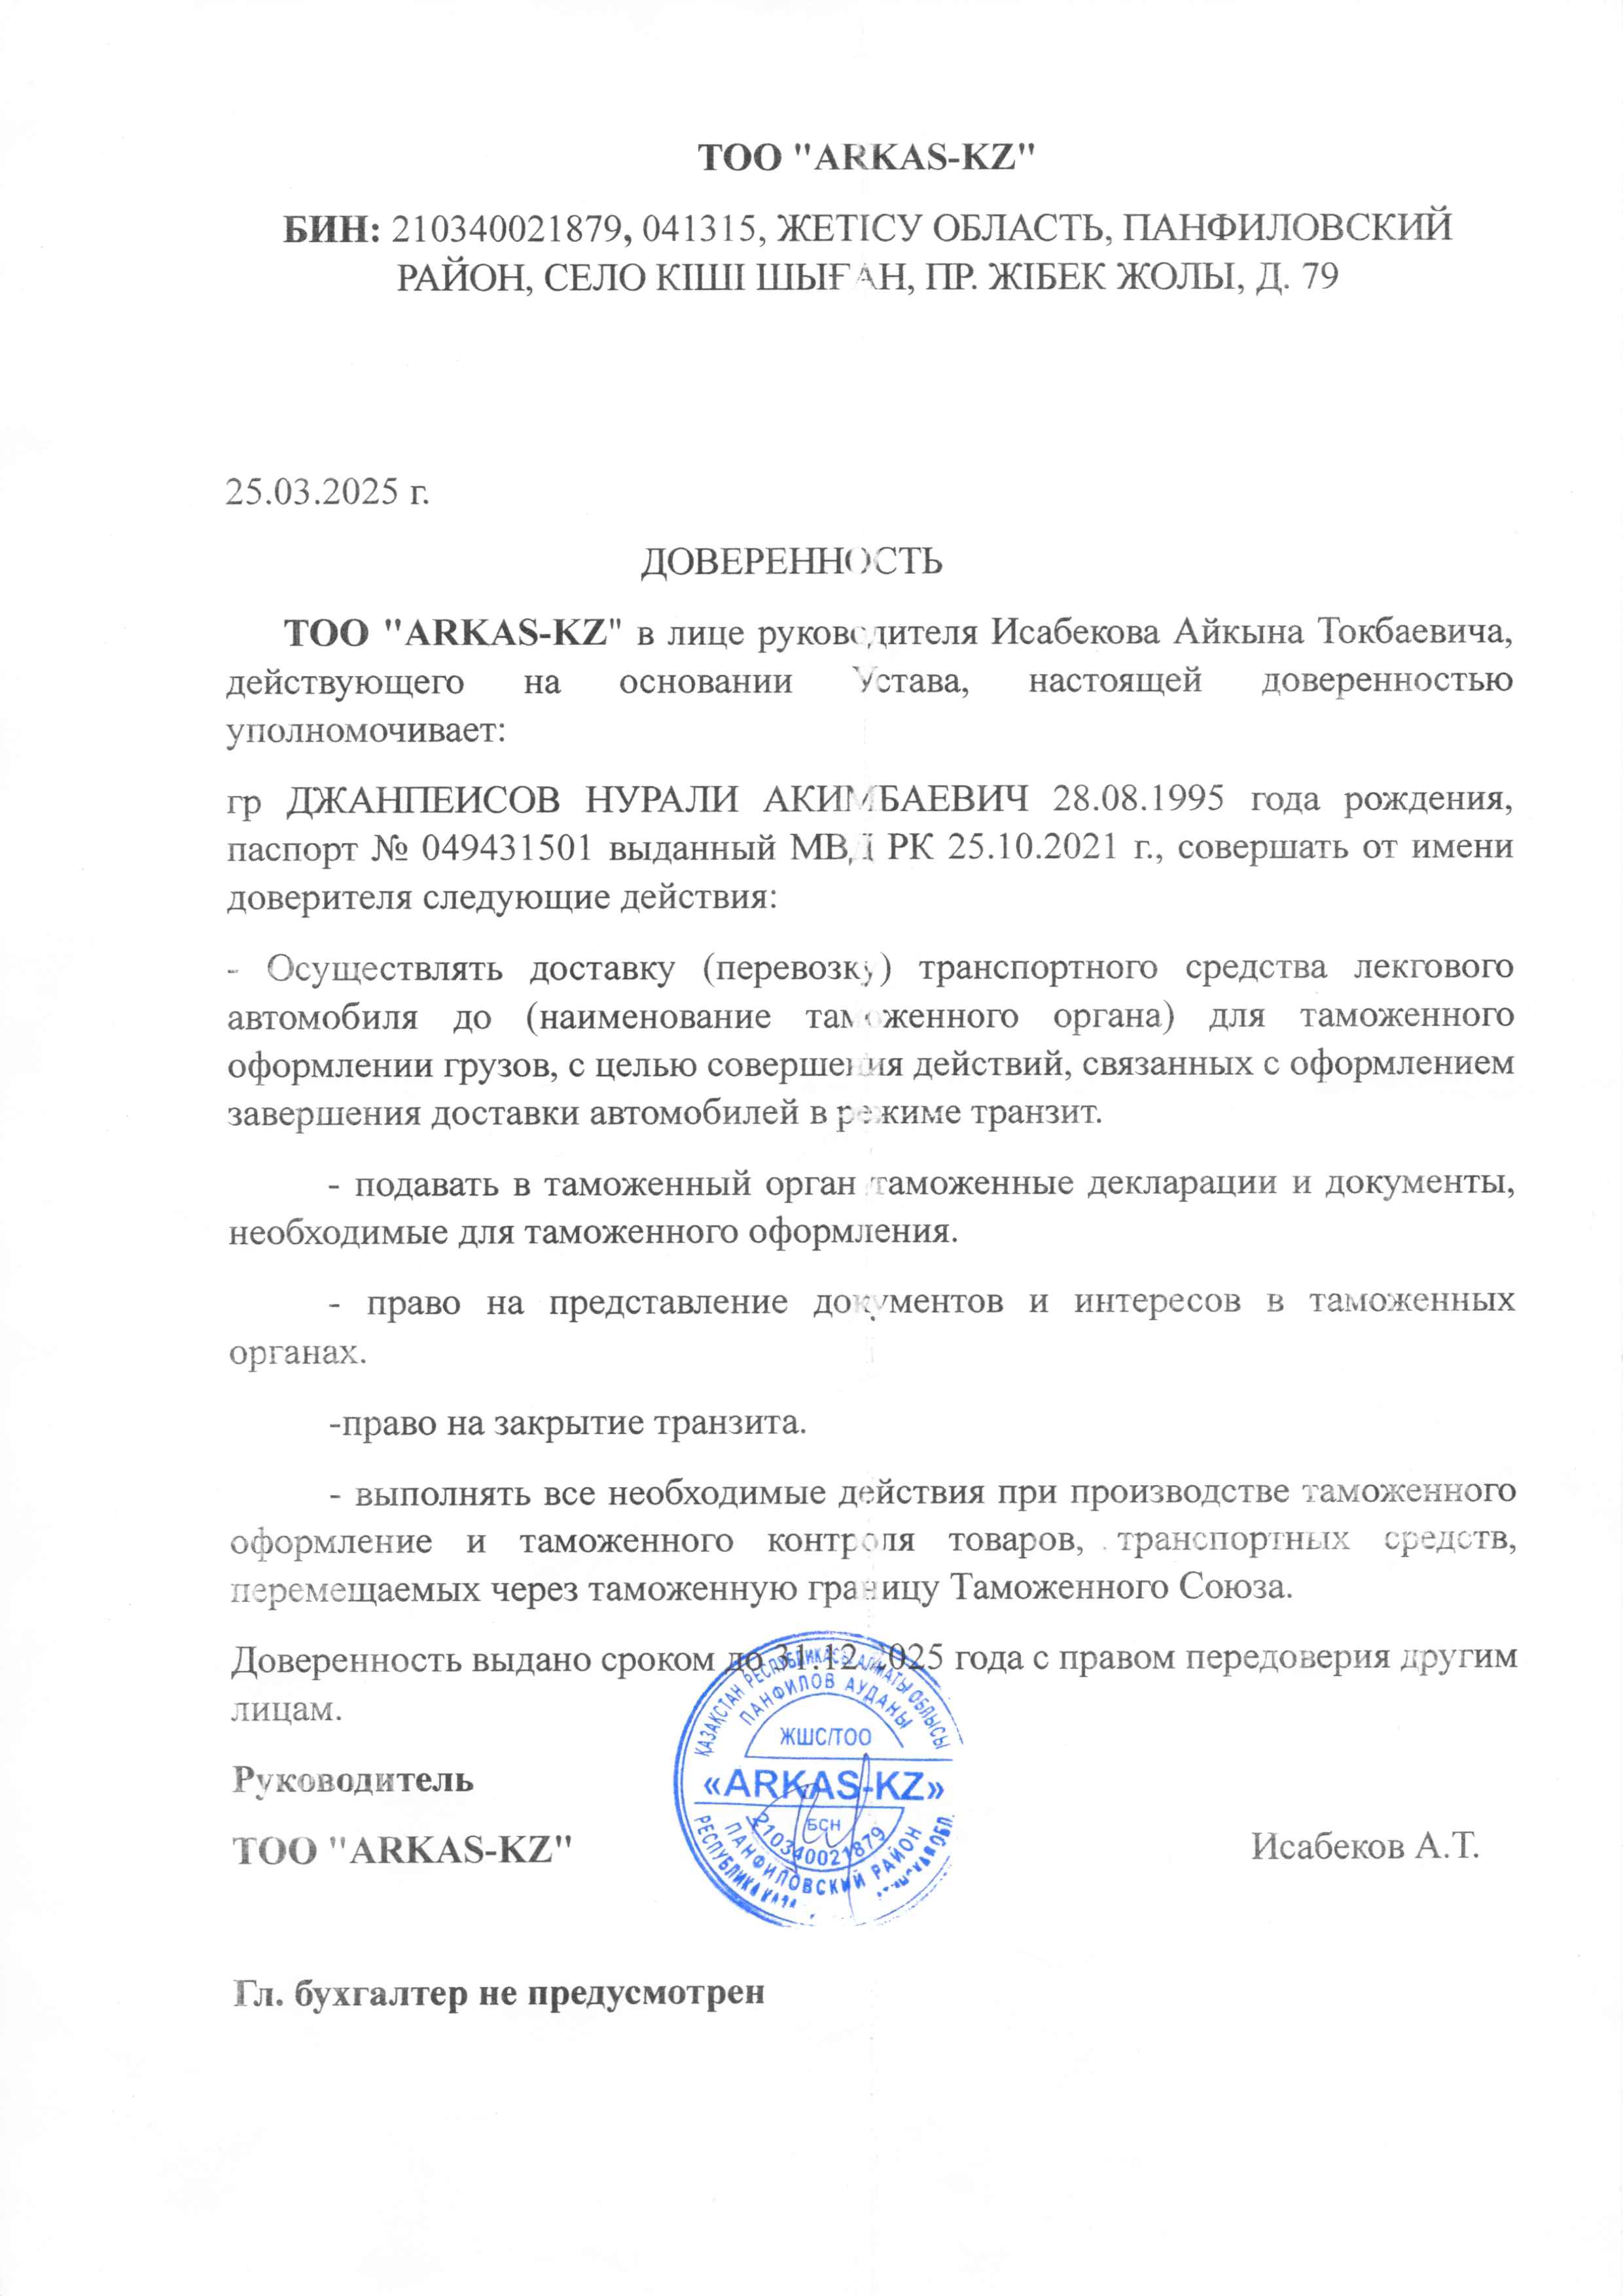 ТОО "ARKAS-KZ"
БИН: 210340021879, 041315, ЖЕТІСУ ОБЛАСТЬ, ПАНФИЛОВСКИЙ
РАЙОН, СЕЛО КІШІ ШЫҒАН, ПР. ЖІБЕК ЖОЛЫ, Д. 79
25.03.2025 г.
ДОВЕРЕННОСТЬ
ТОО "ARKAS-KZ" в лице руководителя Исабекова Айкына Токбаевича,
действующего на основании Устава, настоящей доверенностью
уполномочивает:
гр ДЖАНПЕИСОВ НУРАЛИ АКИМБАЕВИЧ 28.08.1995 года рождения,
паспорт № 049431501 выданный МВД РК 25.10.2021 г., совершать от имени
доверителя следующие действия:
- Осуществлять доставку (перевозку) транспортного средства лекгового
автомобиля до (наименование таможенного органа) для таможенного
оформлении грузов, с целью совершения действий, связанных с оформлением
завершения доставки автомобилей в режиме транзит.
- подавать в таможенный орган таможенные декларации и документы,
необходимые для таможенного оформления.
- право на представление документов и интересов в таможенных
органах.
-право на закрытие транзита.
- выполнять все необходимые действия при производстве таможенного
оформление и таможенного контроля товаров, транспортных средств,
перемещаемых через таможенную границу Таможенного Союза.
Доверенность выдано сроком до 31.12.2025 года с правом передоверия другим
лицам.
ҚАЗАҚСТАН РЕСПУБЛИКАСЫ АЛМАТЫ ОБЛЫСЫ
ПАНФИЛОВ АУДАНЫ
ЖШС/ТОО
Руководитель
«ARKAS-KZ»
БСН
210340021879
ТОО "ARKAS-KZ"
Исабеков А.Т.
ПАНФИЛОВСКИЙ РАЙОН
РЕСПУБЛИКА
Гл. бухгалтер не предусмотрен